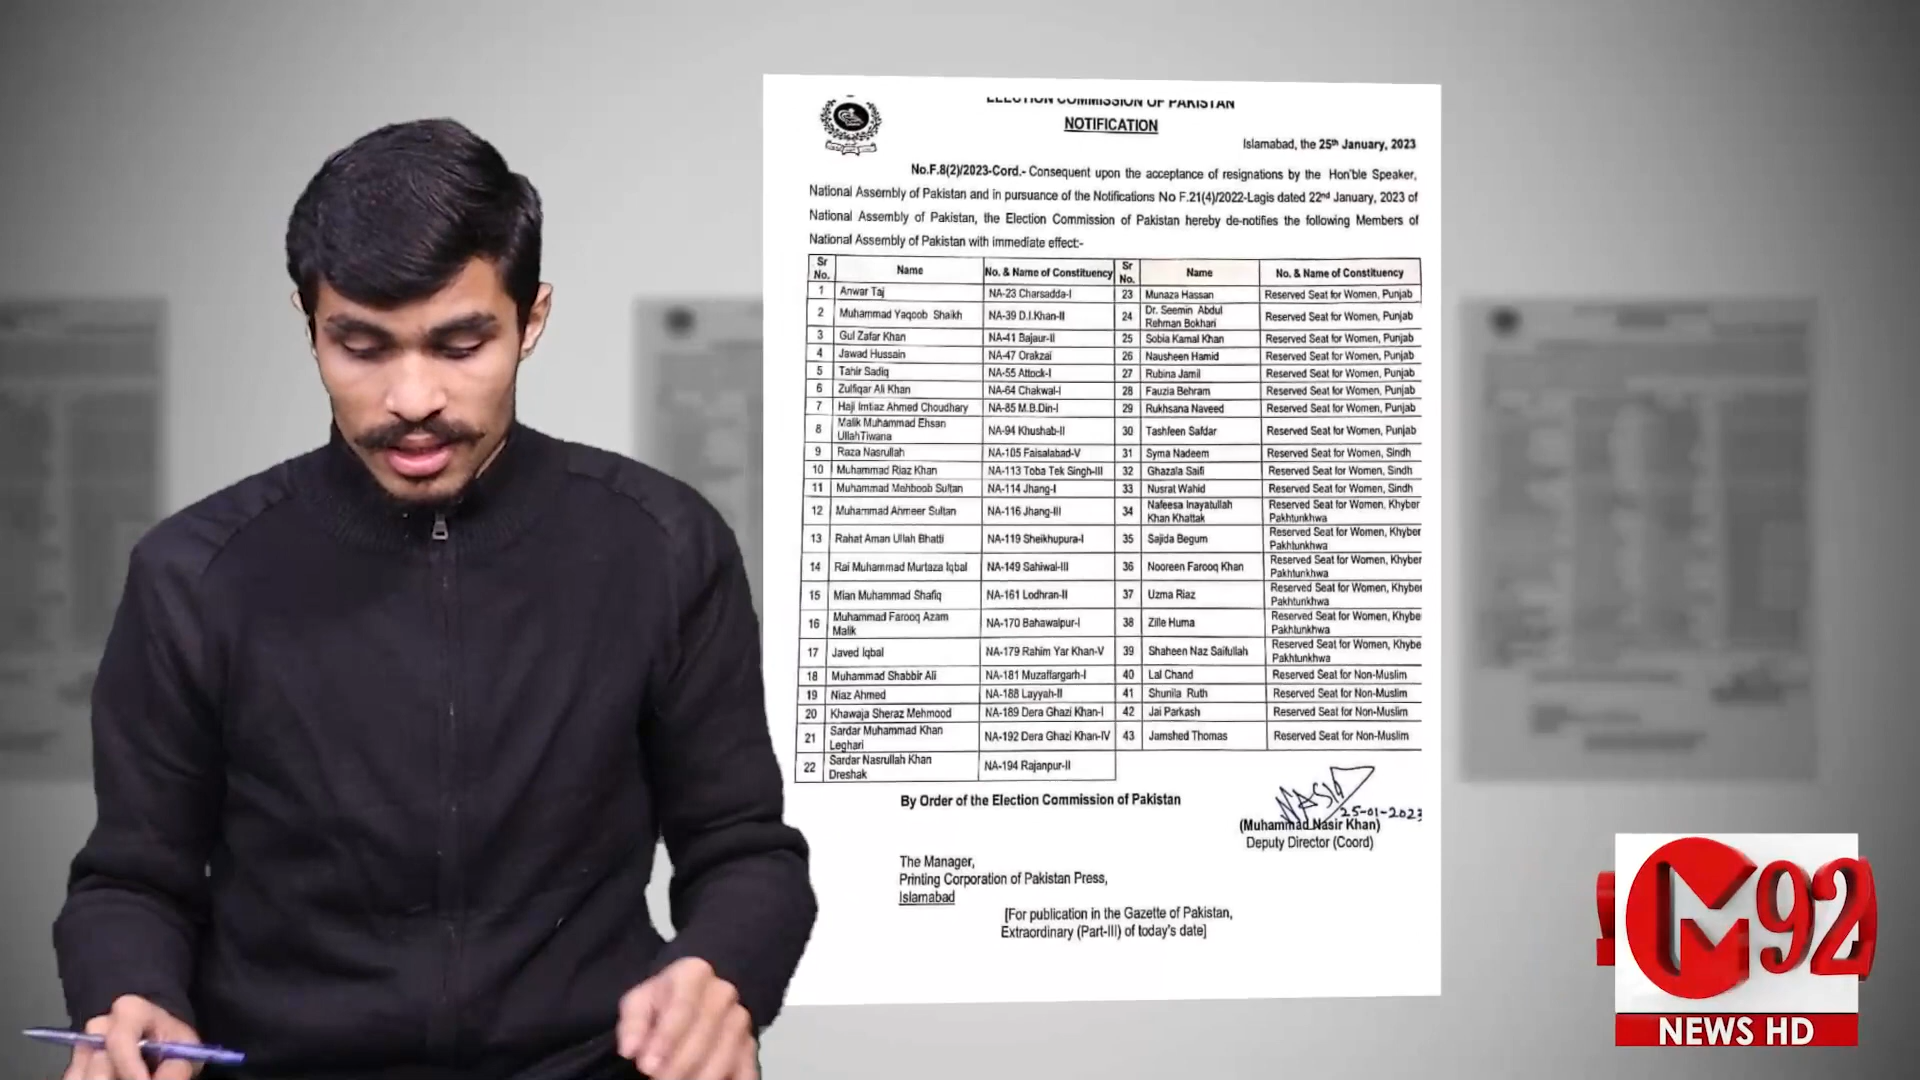 ELECTION COMMISSION OF PAKISTAN
NOTIFICATION
Islamabad, the 25th January, 2023
No.F.8(2)/2023-Cord.- Consequent upon the acceptance of resignations by the Hon'ble Speaker,
National Assembly of Pakistan and in pursuance of the Notifications No F.21(4)/2022-Lagis dated 22nd January, 2023 of
National Assembly of Pakistan, the Election Commission of Pakistan hereby de-notifies the following Members of
National Assembly of Pakistan with immediate effect:-
Sr No. Name No. & Name of Constituency Sr No. Name No. & Name of Constituency
1 Anwar Taj NA-23 Charsadda-I 23 Munaza Hassan Reserved Seat for Women, Punjab
2 Muhammad Yaqoob Shaikh NA-39 D.I.Khan-II 24 Dr. Seemin Abdul Rehman Bokhari Reserved Seat for Women, Punjab
3 Gul Zafar Khan NA-41 Bajaur-II 25 Sobia Kamal Khan Reserved Seat for Women, Punjab
4 Jawad Hussain NA-47 Orakzai 26 Nausheen Hamid Reserved Seat for Women, Punjab
5 Tahir Sadiq NA-55 Attock-I 27 Rubina Jamil Reserved Seat for Women, Punjab
6 Zulfiqar Ali Khan NA-64 Chakwal-I 28 Fauzia Behram Reserved Seat for Women, Punjab
7 Haji Imtiaz Ahmed Choudhary NA-85 M.B.Din-I 29 Rukhsana Naveed Reserved Seat for Women, Punjab
8 Malik Muhammad Ehsan UllahTiwana NA-94 Khushab-II 30 Tashfeen Safdar Reserved Seat for Women, Punjab
9 Raza Nasrullah NA-105 Faisalabad-V 31 Syma Nadeem Reserved Seat for Women, Sindh
10 Muhammad Riaz Khan NA-113 Toba Tek Singh-III 32 Ghazala Saifi Reserved Seat for Women, Sindh
11 Muhammad Mehboob Sultan NA-114 Jhang-I 33 Nusrat Wahid Reserved Seat for Women, Sindh
12 Muhammad Ahmeer Sultan NA-116 Jhang-III 34 Nafeesa Inayatullah Khan Khattak Reserved Seat for Women, Khyber Pakhtunkhwa
13 Rahat Aman Ullah Bhatti NA-119 Sheikhupura-I 35 Sajida Begum Reserved Seat for Women, Khyber Pakhtunkhwa
14 Rai Muhammad Murtaza Iqbal NA-149 Sahiwal-III 36 Nooreen Farooq Khan Reserved Seat for Women, Khyber Pakhtunkhwa
15 Mian Muhammad Shafiq NA-161 Lodhran-II 37 Uzma Riaz Reserved Seat for Women, Khyber Pakhtunkhwa
16 Muhammad Farooq Azam Malik NA-170 Bahawalpur-I 38 Zille Huma Reserved Seat for Women, Khybe Pakhtunkhwa
17 Javed Iqbal NA-179 Rahim Yar Khan-V 39 Shaheen Naz Saifullah Reserved Seat for Women, Khybe Pakhtunkhwa
18 Muhammad Shabbir Ali NA-181 Muzaffargarh-I 40 Lal Chand Reserved Seat for Non-Muslim
19 Niaz Ahmed NA-188 Layyah-II 41 Shunila Ruth Reserved Seat for Non-Muslim
20 Khawaja Sheraz Mehmood NA-189 Dera Ghazi Khan-I 42 Jai Parkash Reserved Seat for Non-Muslim
21 Sardar Muhammad Khan Leghari NA-192 Dera Ghazi Khan-IV 43 Jamshed Thomas Reserved Seat for Non-Muslim
22 Sardar Nasrullah Khan Dreshak NA-194 Rajanpur-II
By Order of the Election Commission of Pakistan
NASIR
25-01-2023
(Muhammad Nasir Khan)
Deputy Director (Coord)
The Manager,
Printing Corporation of Pakistan Press,
Islamabad
[For publication in the Gazette of Pakistan,
Extraordinary (Part-III) of today's date]
M 92
NEWS HD